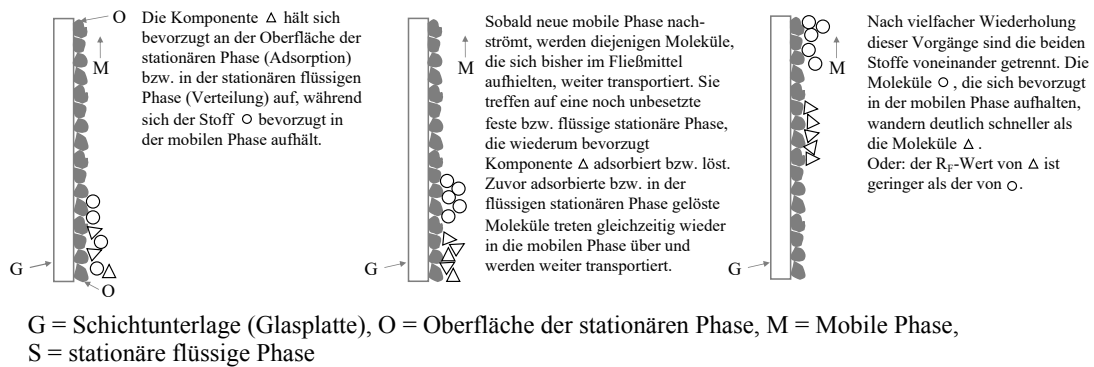 O
M
G
O
Die Komponente △ hält sich
bevorzugt an der Oberfläche der
stationären Phase (Adsorption)
bzw. in der stationären flüssigen
Phase (Verteilung) auf, während
sich der Stoff ○ bevorzugt in
der mobilen Phase aufhält.
M
G
Sobald neue mobile Phase nach-
strömt, werden diejenigen Moleküle,
die sich bisher im Fließmittel
aufhielten, weiter transportiert. Sie
treffen auf eine noch unbesetzte
feste bzw. flüssige stationäre Phase,
die wiederum bevorzugt
Komponente △ adsorbiert bzw. löst.
Zuvor adsorbierte bzw. in der
flüssigen stationären Phase gelöste
Moleküle treten gleichzeitig wieder
in die mobilen Phase über und
werden weiter transportiert.
M
G
Nach vielfacher Wiederholung
dieser Vorgänge sind die beiden
Stoffe voneinander getrennt. Die
Moleküle ○ , die sich bevorzugt
in der mobilen Phase aufhalten,
wandern deutlich schneller als
die Moleküle △ .
Oder: der RF-Wert von △ ist
geringer als der von ○ .
G = Schichtunterlage (Glasplatte), O = Oberfläche der stationären Phase, M = Mobile Phase,
S = stationäre flüssige Phase